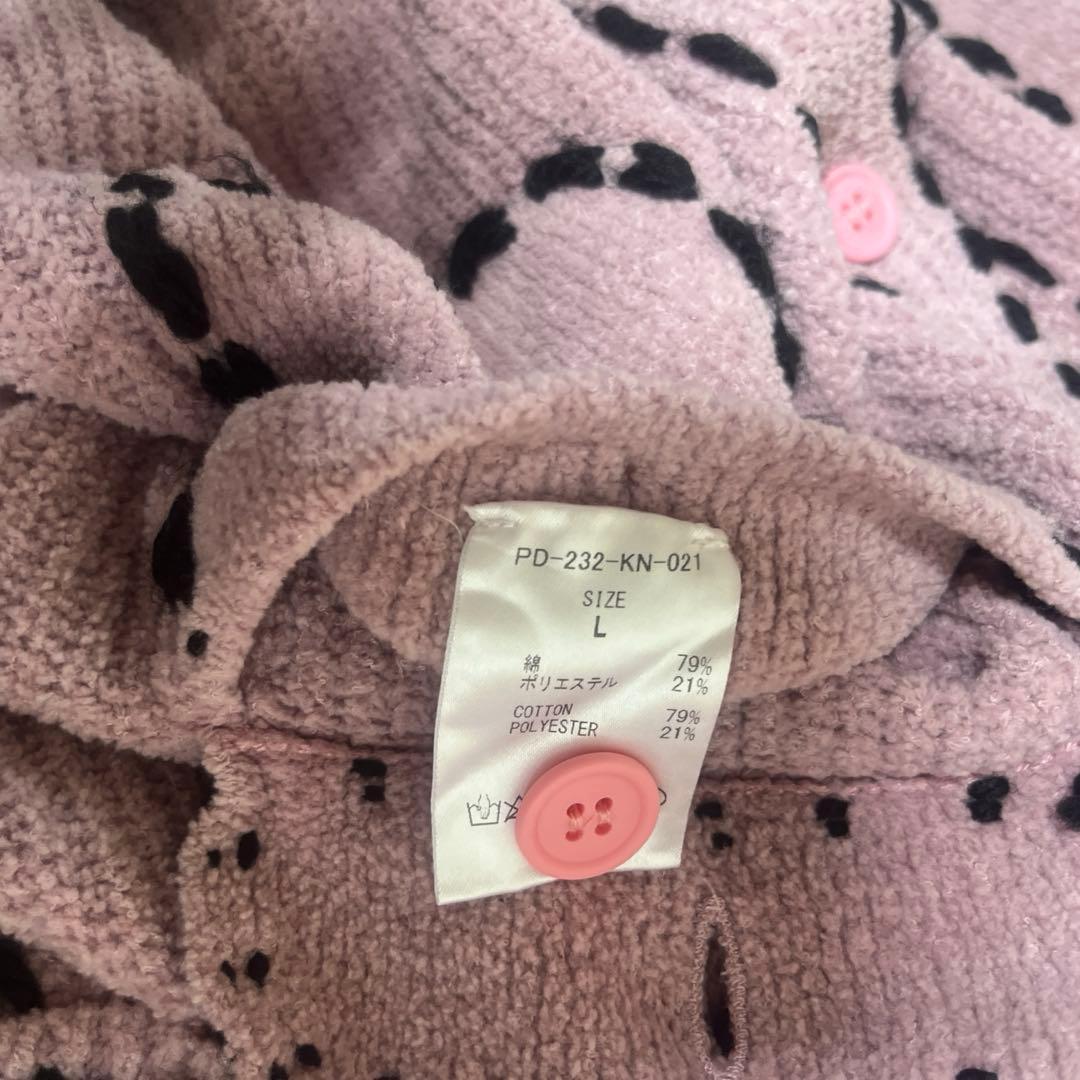 PD-232-KN-021
SIZE
L
綿 79%
ポリエステル 21%
COTTON 79%
POLYESTER 21%